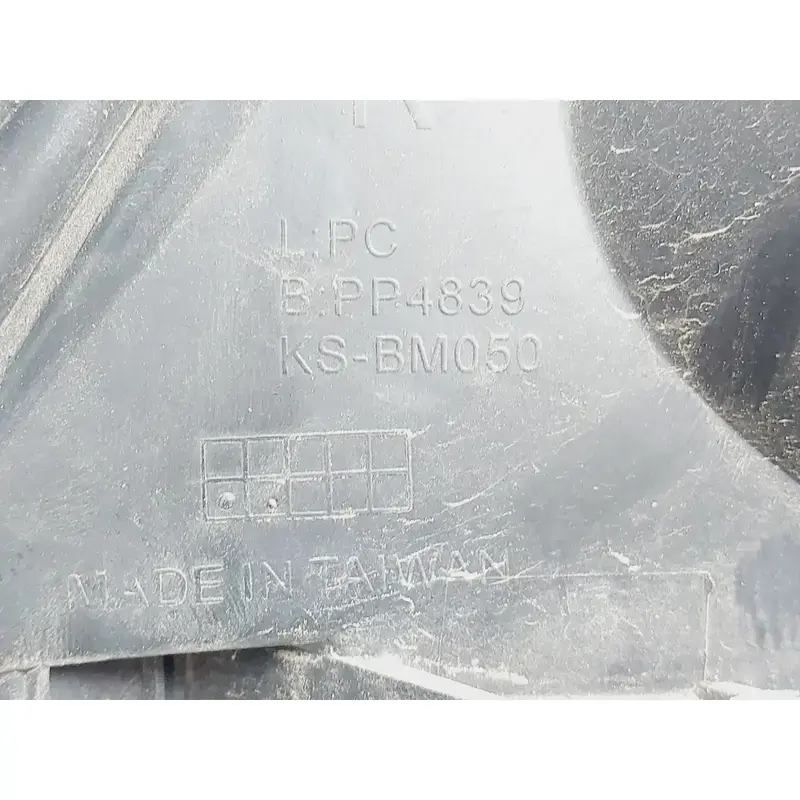 R
L:PC
B:PP4839
KS-BM050
MADE IN TAIWAN